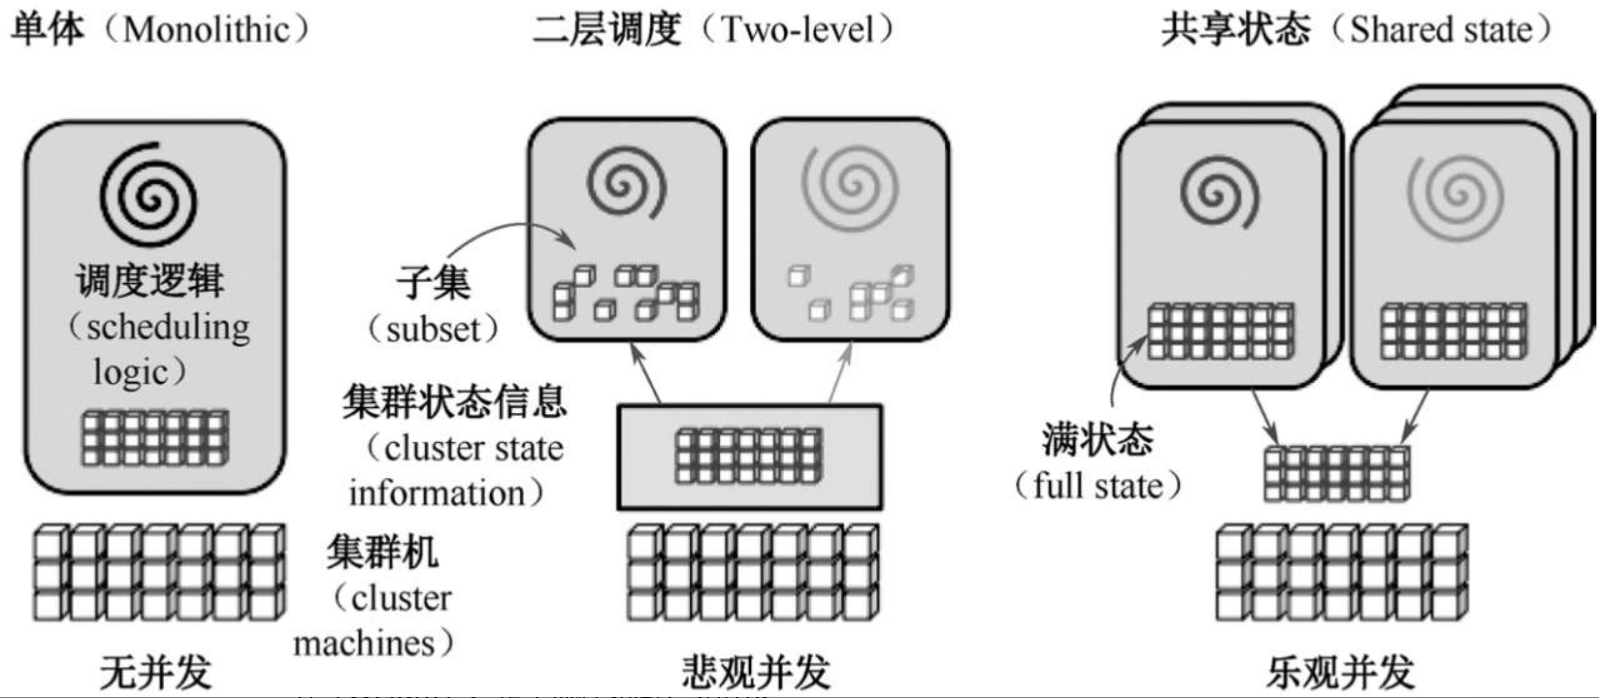 单体（Monolithic）
二层调度（Two-level）
共享状态（Shared state）
调度逻辑
（scheduling
logic）
子集
（subset）
集群状态信息
（cluster state
information）
满状态
（full state）
集群机
（cluster
machines）
无并发
悲观并发
乐观并发